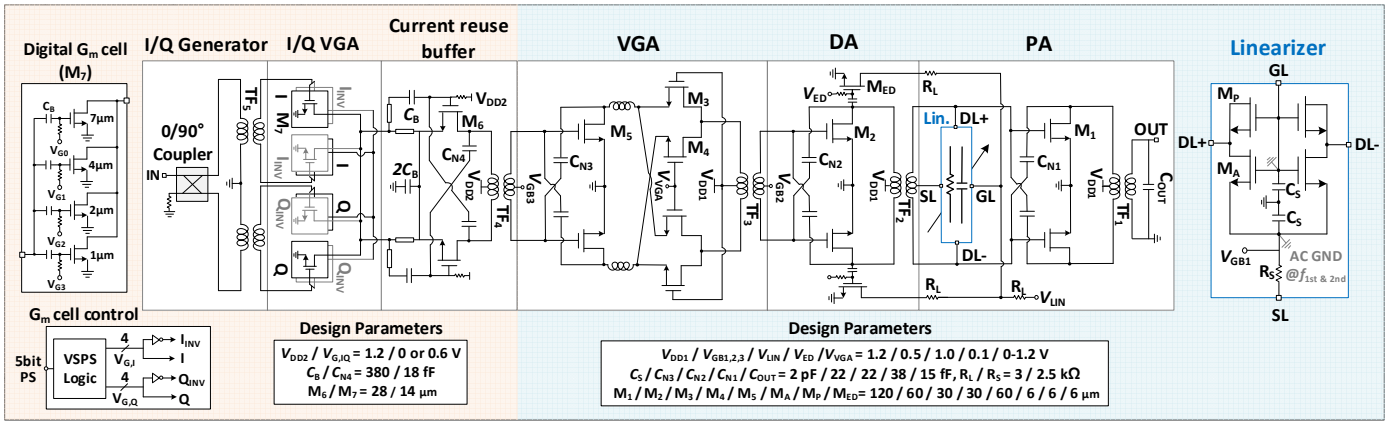 Digital Gm cell
(M7)
CB
7µm
VG0
4µm
VG1
2µm
VG2
1µm
VG3
Gm cell control
5bit
PS
VSPS
Logic
4
VG,I
IINV
I
4
VG,Q
QINV
Q
I/Q Generator
0/90°
Coupler
IN
TF5
I/Q VGA
I
IINV
M7
IINV
I
QINV
Q
Q
QINV
Current reuse
buffer
CB
VDD2
M6
CN4
2CB
VDD2
TF4
VGB3
Design Parameters
VDD2 / VG,IQ = 1.2 / 0 or 0.6 V
CB / CN4 = 380 / 18 fF
M6 / M7 = 28 / 14 µm
VGA
M5
CN3
M3
M4
VVGA
VDD1
TF3
VGB2
DA
VED
MED
M2
CN2
VDD1
TF2
RL
Lin.
DL+
SL
GL
DL-
RL
RL
VLIN
PA
M1
CN1
VDD1
TF1
OUT
COUT
Design Parameters
VDD1 / VGB1,2,3 / VLIN / VED /VVGA= 1.2 / 0.5 / 1.0 / 0.1 / 0-1.2 V
CS / CN3 / CN2 / CN1 / COUT = 2 pF / 22 / 22 / 38 / 15 fF, RL / RS = 3 / 2.5 kΩ
M1 / M2 / M3 / M4 / M5 / MA / MP / MED = 120 / 60 / 30 / 30 / 60 / 6 / 6 / 6 µm
Linearizer
GL
MP
DL+
DL-
MA
CS
CS
VGB1
RS
AC GND
@f1st & 2nd
SL